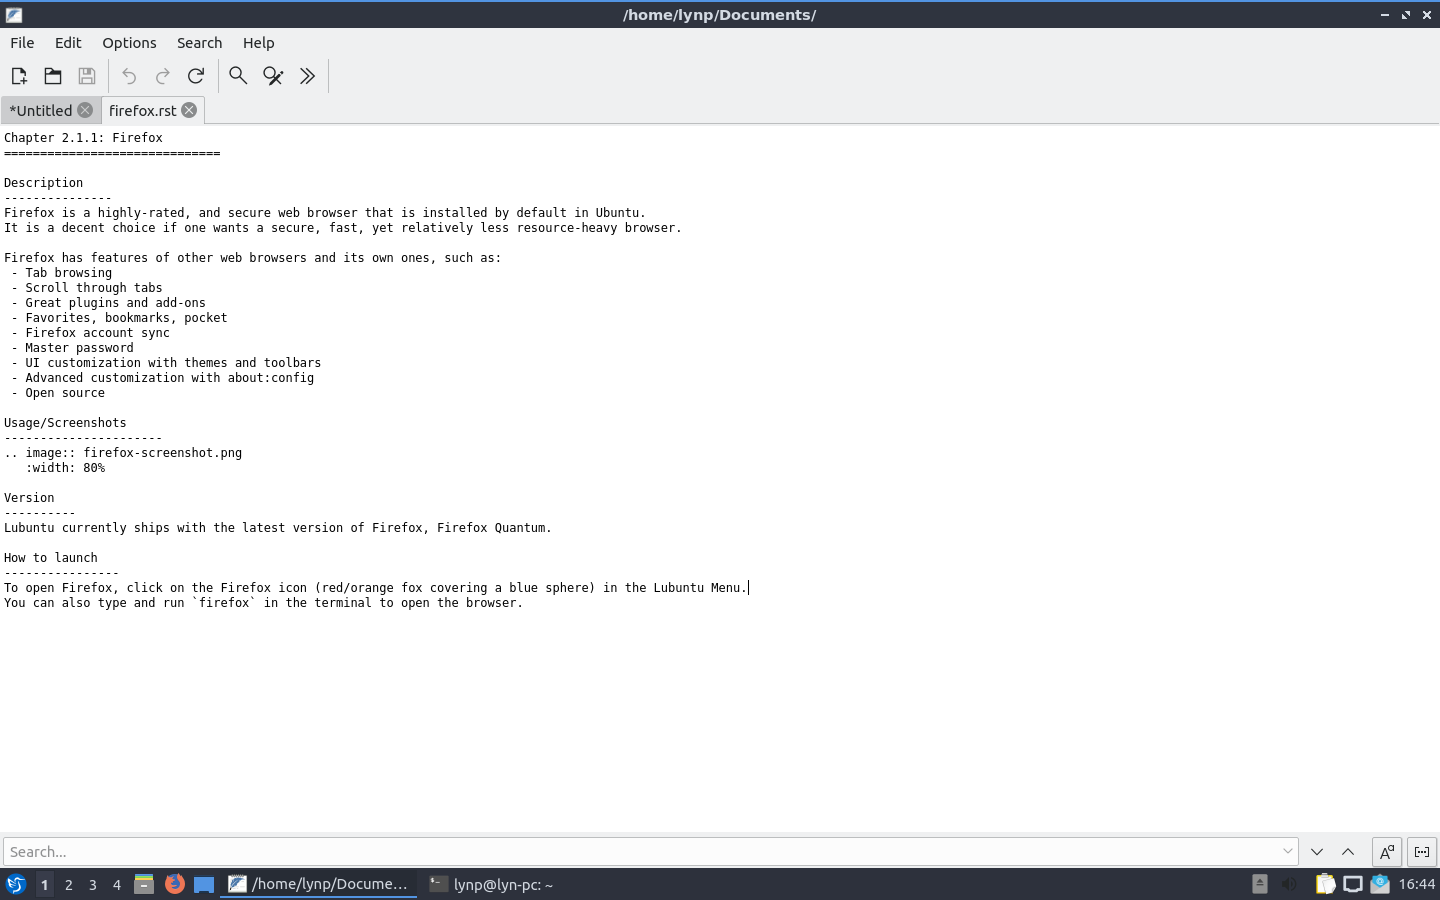 /home/lynp/Documents/
File Edit Options Search Help
*Untitled firefox.rst
Chapter 2.1.1: Firefox
==============================
Description
---------------
Firefox is a highly-rated, and secure web browser that is installed by default in Ubuntu.
It is a decent choice if one wants a secure, fast, yet relatively less resource-heavy browser.
Firefox has features of other web browsers and its own ones, such as:
- Tab browsing
- Scroll through tabs
- Great plugins and add-ons
- Favorites, bookmarks, pocket
- Firefox account sync
- Master password
- UI customization with themes and toolbars
- Advanced customization with about:config
- Open source
Usage/Screenshots
----------------------
.. image:: firefox-screenshot.png
:width: 80%
Version
----------
Lubuntu currently ships with the latest version of Firefox, Firefox Quantum.
How to launch
----------------
To open Firefox, click on the Firefox icon (red/orange fox covering a blue sphere) in the Lubuntu Menu.
You can also type and run `firefox` in the terminal to open the browser.
Search...
1 2 3 4 /home/lynp/Docume... lynp@lyn-pc: ~ 16:44